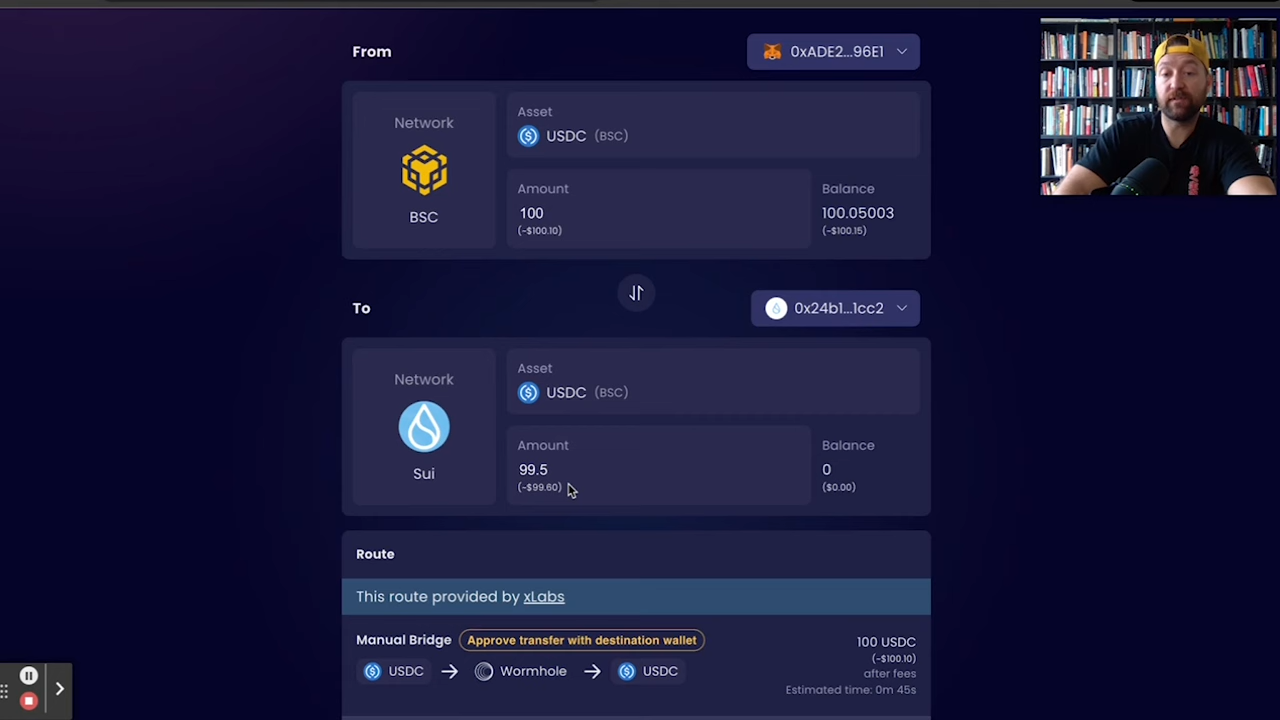 From
0xADE2...96E1
Network
BSC
Asset
USDC (BSC)
Amount
100
(~$100.10)
Balance
100.05003
(~$100.15)
To
0x24b1...1cc2
Network
Sui
Asset
USDC (BSC)
Amount
99.5
(~$99.60)
Balance
0
($0.00)
Route
This route provided by xLabs
Manual Bridge
Approve transfer with destination wallet
USDC
Wormhole
USDC
100 USDC
(~$100.10)
after fees
Estimated time: 0m 45s